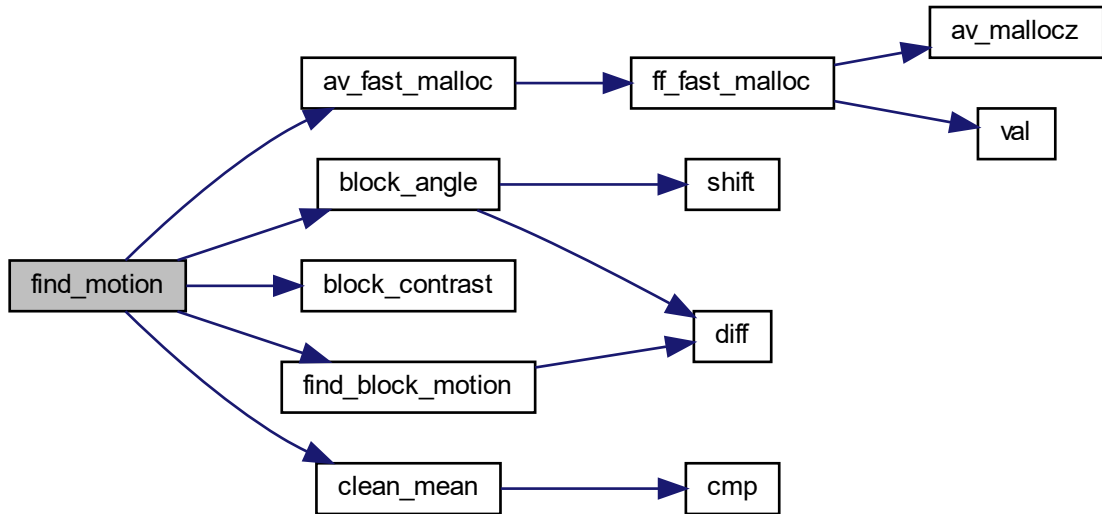 av_mallocz
av_fast_malloc
ff_fast_malloc
val
block_angle
shift
find_motion
block_contrast
diff
find_block_motion
clean_mean
cmp